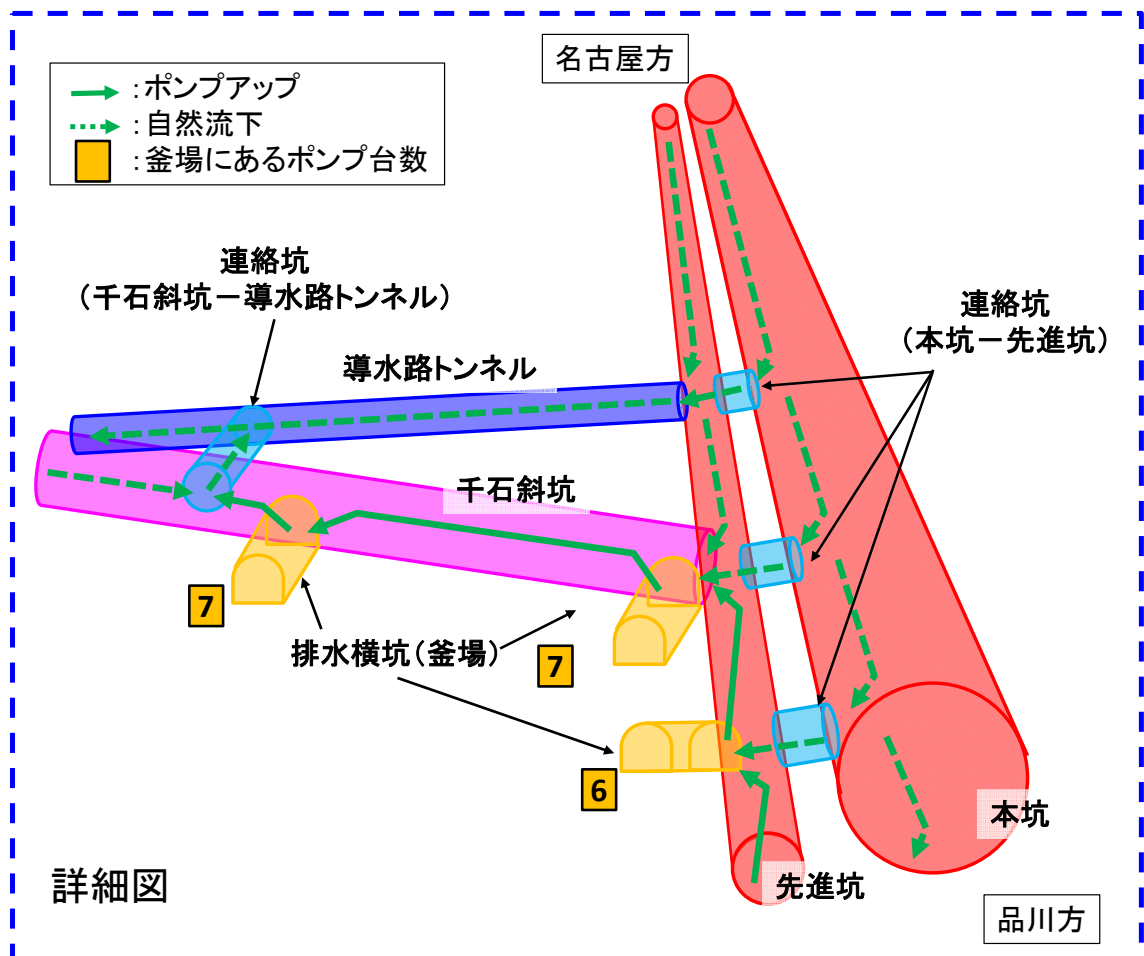 名古屋方
:ポンプアップ
:自然流下
:釜場にあるポンプ台数
連絡坑
(千石斜坑-導水路トンネル)
連絡坑
(本坑-先進坑)
導水路トンネル
千石斜坑
7
排水横坑(釜場)
7
6
本坑
先進坑
詳細図
品川方